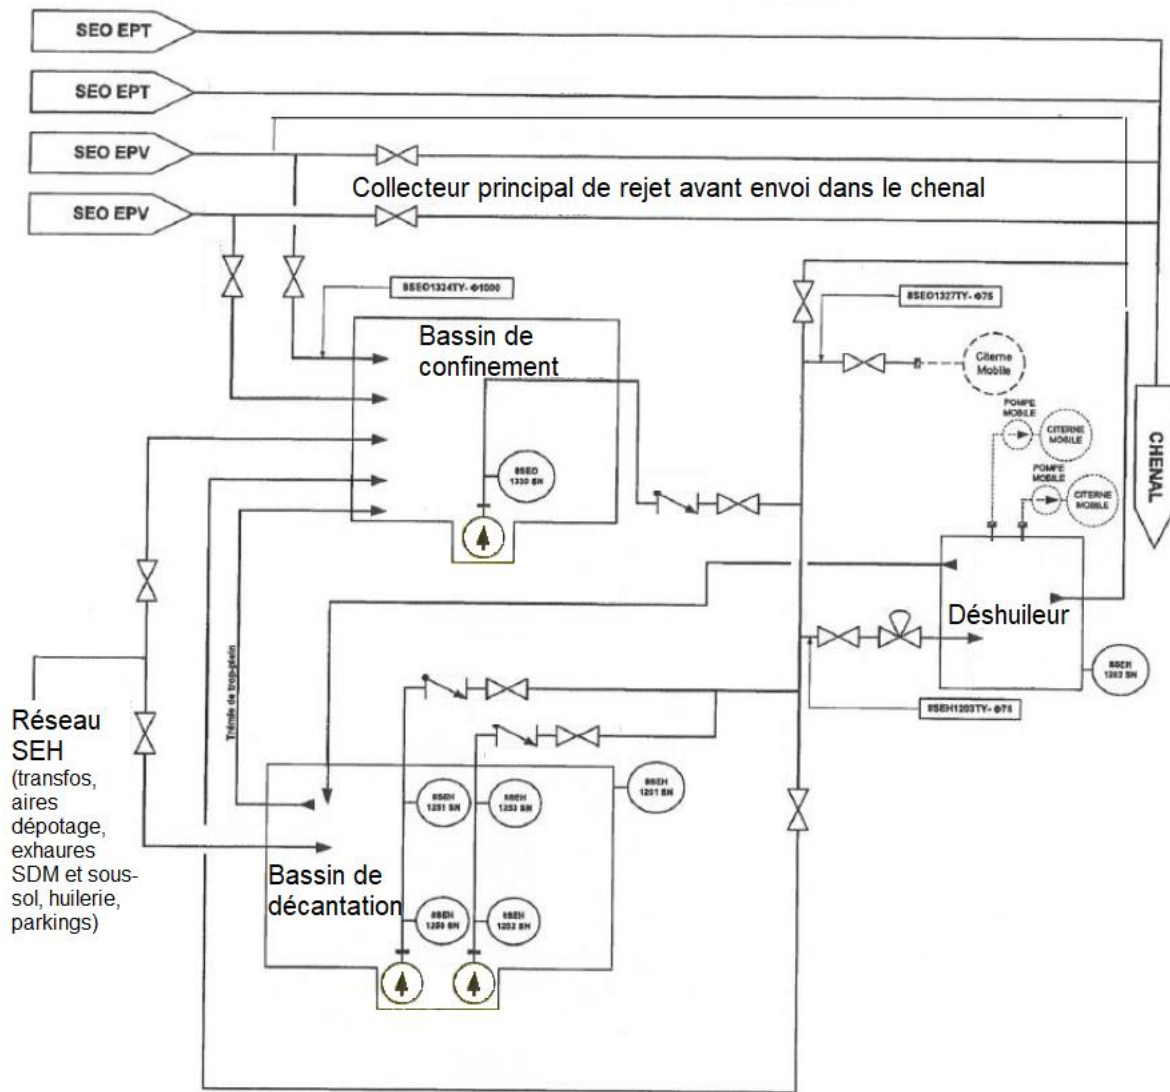 SEO EPT
SEO EPT
SEO EPV
SEO EPV
Collecteur principal de rejet avant envoi dans le chenal
8SEO1324TY- Φ1000
8SEO1327TY- Φ75
Bassin de
confinement
Citerne
Mobile
POMPE
MOBILE
CITERNE
MOBILE
POMPE
MOBILE
CITERNE
MOBILE
CHENAL
8SEO
1330 SN
Déshuileur
8SEH
1203 SN
8SEH1203TY- Φ75
Trémie de trop-plein
Réseau
SEH
(transfos,
aires
dépotage,
exhaures
SDM et sous-
sol, huilerie,
parkings)
8SEH
1201 SN
8SEH
1251 SN
8SEH
1253 SN
Bassin de
décantation
8SEH
1250 SN
8SEH
1252 SN